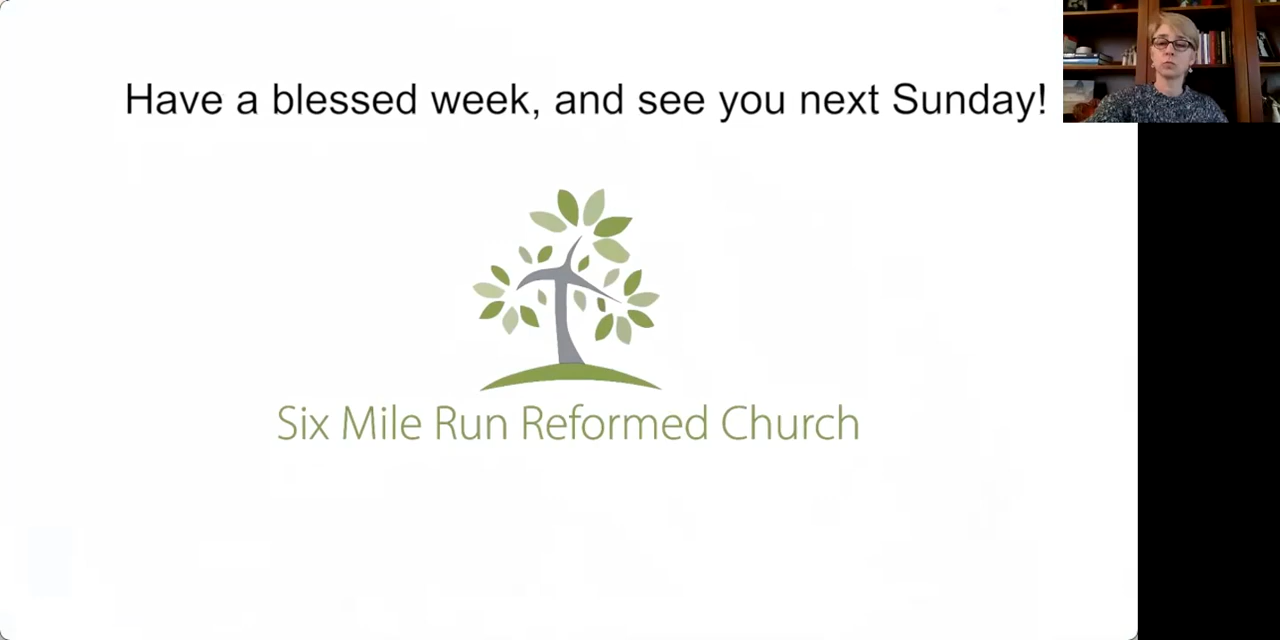 Have a blessed week, and see you next Sunday!
Six Mile Run Reformed Church